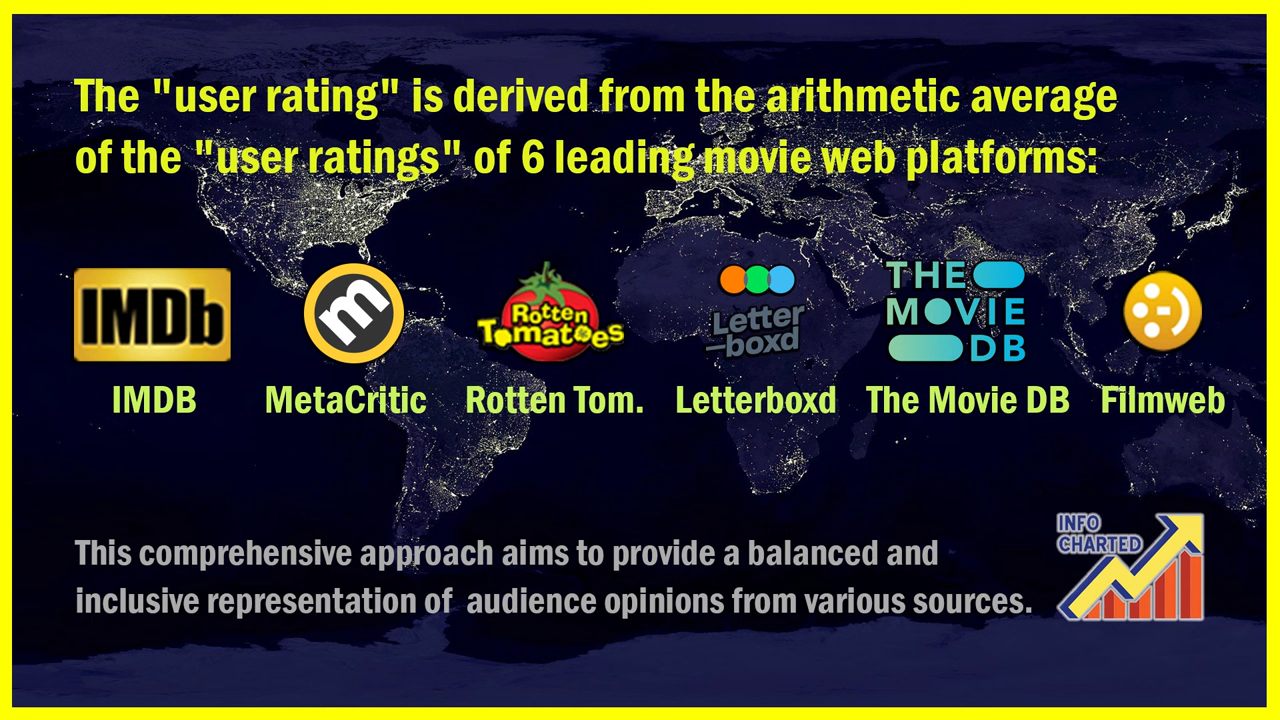 The "user rating" is derived from the arithmetic average
of the "user ratings" of 6 leading movie web platforms:
IMDb
m
Rotten
Tomatoes
Letter
boxd
THE
MOVIE
DB
IMDB
MetaCritic
Rotten Tom.
Letterboxd
The Movie DB
Filmweb
This comprehensive approach aims to provide a balanced and
inclusive representation of audience opinions from various sources.
INFO
CHARTED